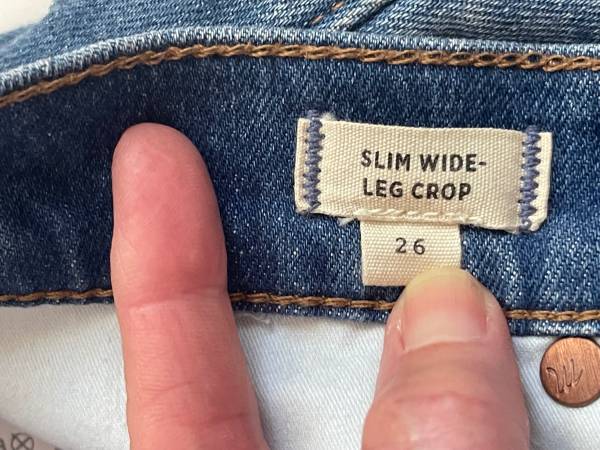 SLIM WIDE-
LEG CROP
26